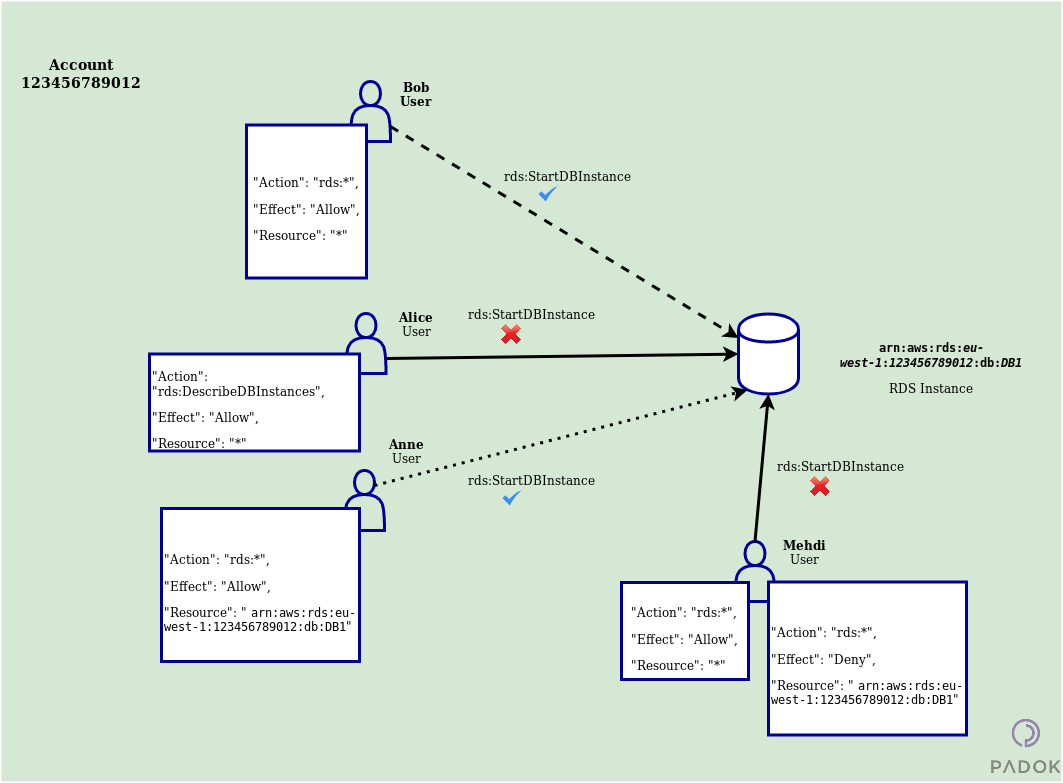 Account
123456789012
Bob
User
"Action": "rds:*",
"Effect": "Allow",
"Resource": "*"
rds:StartDBInstance
Alice
User
rds:StartDBInstance
"Action":
"rds:DescribeDBInstances",
"Effect": "Allow",
"Resource": "*"
arn:aws:rds:eu-
west-1:123456789012:db:DB1
RDS Instance
Anne
User
rds:StartDBInstance
"Action": "rds:*",
"Effect": "Allow",
"Resource": " arn:aws:rds:eu-
west-1:123456789012:db:DB1"
rds:StartDBInstance
Mehdi
User
"Action": "rds:*",
"Effect": "Allow",
"Resource": "*"
"Action": "rds:*",
"Effect": "Deny",
"Resource": " arn:aws:rds:eu-
west-1:123456789012:db:DB1"
PADOK